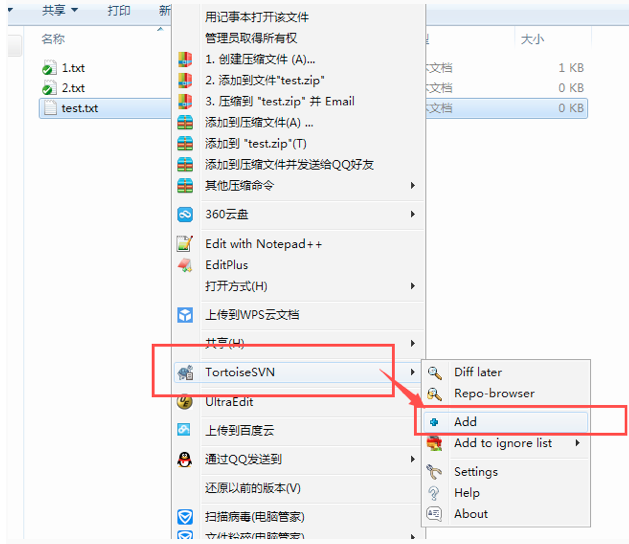 共享 打印 新
名称 大小
1.txt 本文档 1 KB
2.txt 本文档 0 KB
test.txt 本文档 0 KB
用记事本打开该文件
管理员取得所有权
1. 创建压缩文件 (A)...
2. 添加到文件"test.zip"
3. 压缩到 "test.zip" 并 Email
添加到压缩文件(A) ...
添加到 "test.zip"(T)
添加到压缩文件并发送给QQ好友
其他压缩命令
360云盘
Edit with Notepad++
EditPlus
打开方式(H)
上传到WPS云文档
共享(H)
TortoiseSVN
UltraEdit
上传到百度云
通过QQ发送到
还原以前的版本(V)
扫描病毒(电脑管家)
文件粉碎(电脑管家)
Diff later
Repo-browser
Add
Add to ignore list
Settings
Help
About